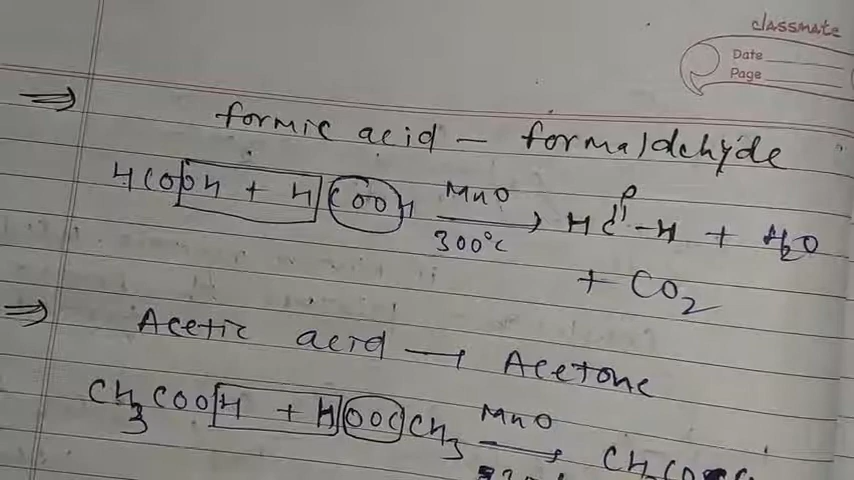 classmate
Date
Page
⇒ formic acid — formaldehyde
HCOOH + HCOOH MnO 300°C → HC-H + H2O
O
+ CO2
⇒ Acetic acid → Acetone
CH3COOH + HOOCCH3 MnO →